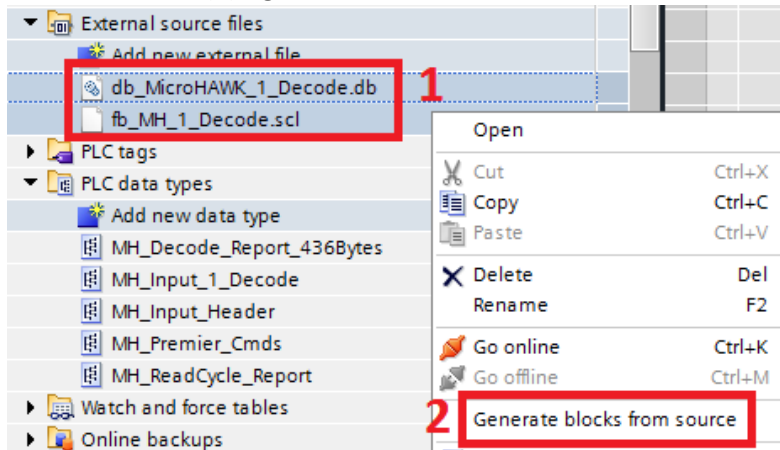 External source files
Add new external file
db_MicroHAWK_1_Decode.db
1
fb_MH_1_Decode.scl
PLC tags
PLC data types
Add new data type
MH_Decode_Report_436Bytes
MH_Input_1_Decode
MH_Input_Header
MH_Premier_Cmds
MH_ReadCycle_Report
Watch and force tables
Online backups
Open
Cut Ctrl+X
Copy Ctrl+C
Paste Ctrl+V
Delete Del
Rename F2
Go online Ctrl+K
Go offline Ctrl+M
2
Generate blocks from source